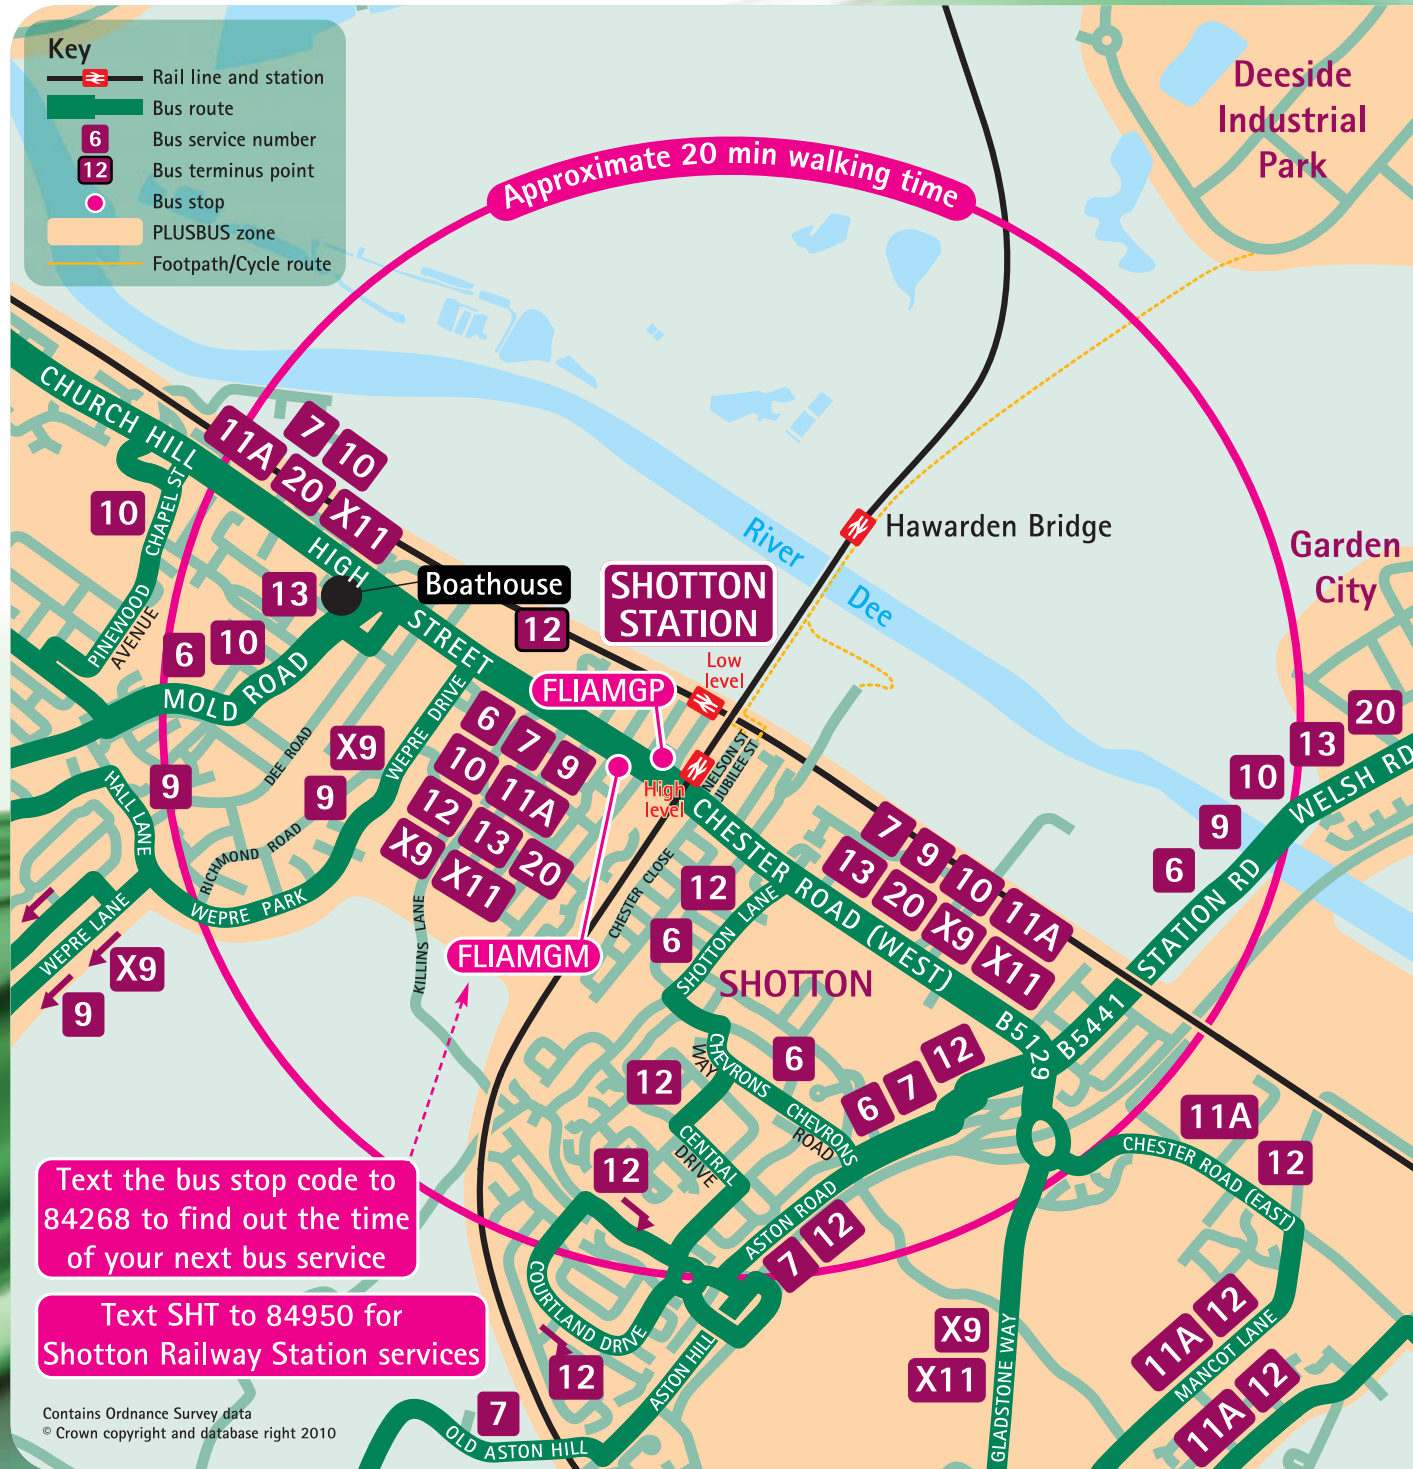 Key
Rail line and station
Bus route
6
Bus service number
12
Bus terminus point
Bus stop
PLUSBUS zone
Footpath/Cycle route
Deeside
Industrial
Park
Approximate 20 min walking time
CHURCH HILL
7
10
11A
20
X11
10
CHAPEL ST
PINEWOOD
AVENUE
HIGH
STREET
Boathouse
13
12
SHOTTON
STATION
Low
level
River
Dee
Hawarden Bridge
Garden
City
6
10
MOLD ROAD
FLIAMGP
High
level
NELSON ST
JUBILEE ST
20
13
10
9
6
WELSH RD
STATION RD
B5441
X9
9
9
DEE ROAD
WEPRE DRIVE
RICHMOND ROAD
WEPRE PARK
HALL LANE
WEPRE LANE
X9
9
6
7
9
10
11A
12
13
20
X9
X11
KILLINS LANE
FLIAMGM
CHESTER CLOSE
CHESTER ROAD (WEST)
7
9
10
11A
13
20
X9
X11
B5129
12
6
SHOTTON LANE
SHOTTON
CHEVRONS
WAY
6
CHEVRONS
ROAD
6
7
12
12
CENTRAL
DRIVE
12
ASTON ROAD
7
12
COURTLAND DRIVE
12
ASTON HILL
7
OLD ASTON HILL
11A
12
CHESTER ROAD (EAST)
X9
X11
GLADSTONE WAY
11A
12
MANCOT LANE
11A
12
Text the bus stop code to
84268 to find out the time
of your next bus service
Text SHT to 84950 for
Shotton Railway Station services
Contains Ordnance Survey data
© Crown copyright and database right 2010